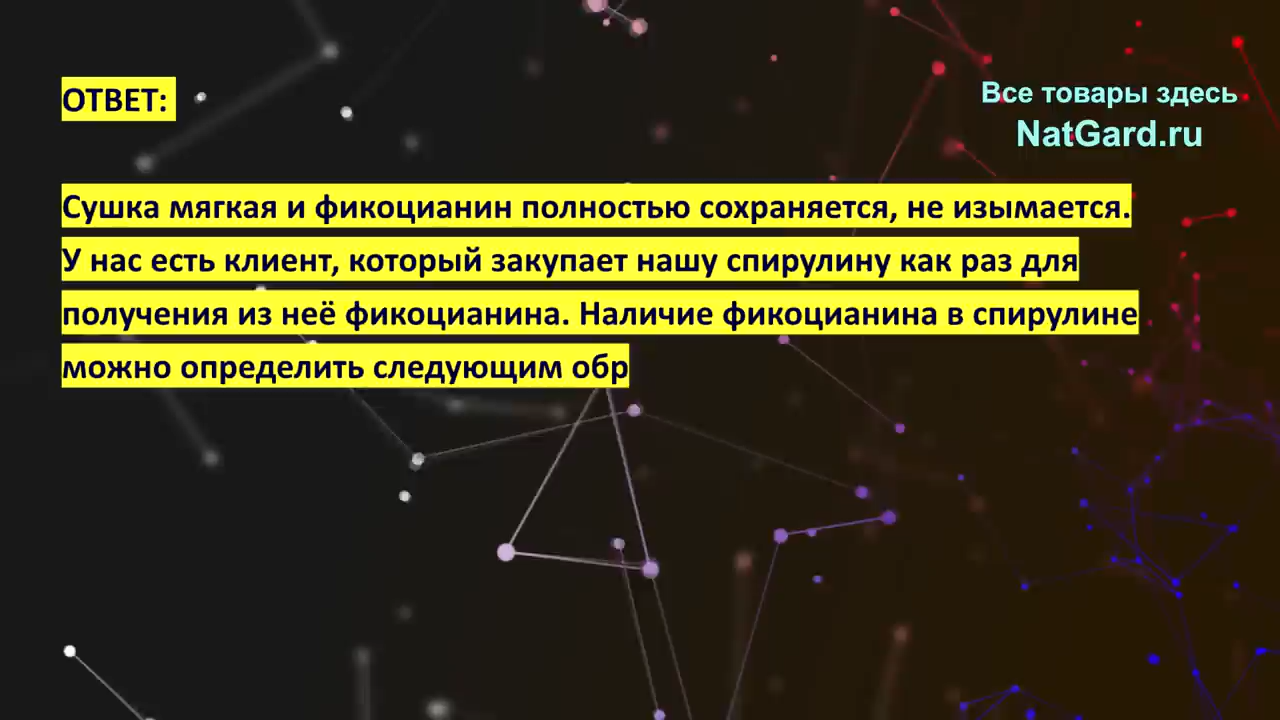 ОТВЕТ:
Все товары здесь
NatGard.ru
Сушка мягкая и фикоцианин полностью сохраняется, не изымается.
У нас есть клиент, который закупает нашу спирулину как раз для
получения из неё фикоцианина. Наличие фикоцианина в спирулине
можно определить следующим обр